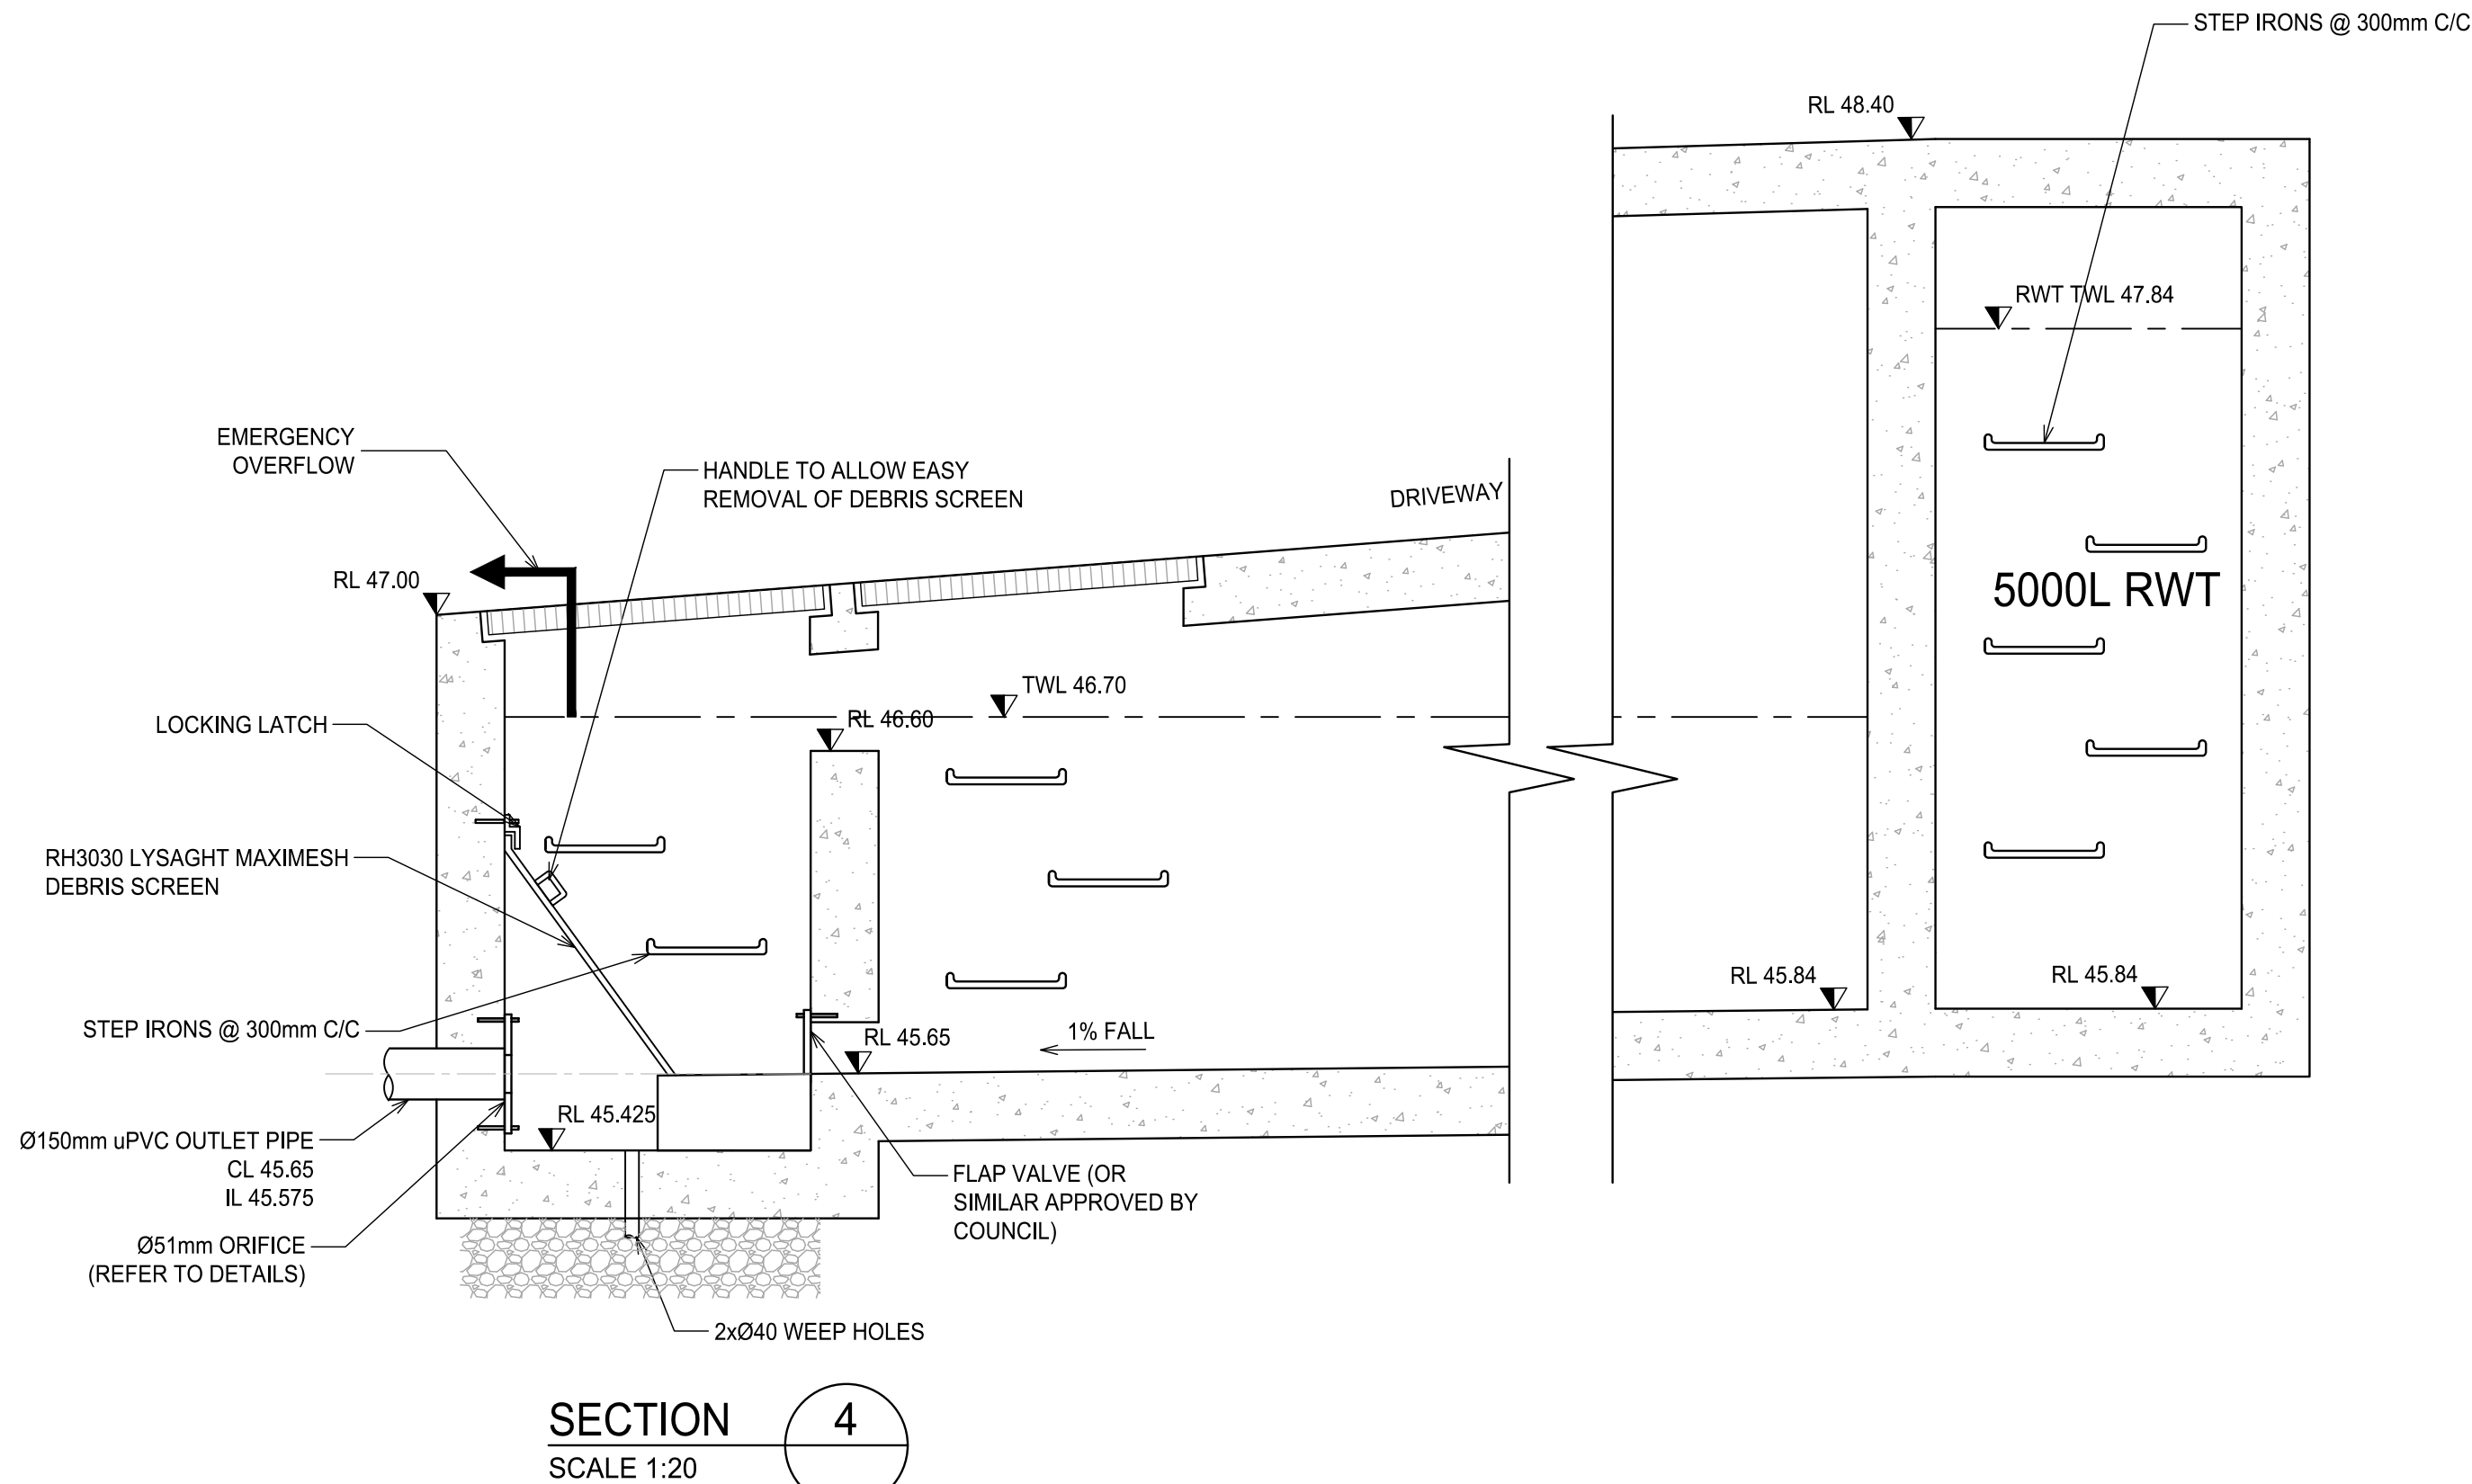 STEP IRONS @ 300mm C/C
RL 48.40
RWT TWL 47.84
EMERGENCY
OVERFLOW
HANDLE TO ALLOW EASY
REMOVAL OF DEBRIS SCREEN
DRIVEWAY
RL 47.00
5000L RWT
TWL 46.70
RL 46.60
LOCKING LATCH
RH3030 LYSAGHT MAXIMESH
DEBRIS SCREEN
RL 45.84
RL 45.84
STEP IRONS @ 300mm C/C
RL 45.65
1% FALL
RL 45.425
Ø150mm uPVC OUTLET PIPE
CL 45.65
IL 45.575
FLAP VALVE (OR
SIMILAR APPROVED BY
COUNCIL)
Ø51mm ORIFICE
(REFER TO DETAILS)
2xØ40 WEEP HOLES
SECTION
4
SCALE 1:20